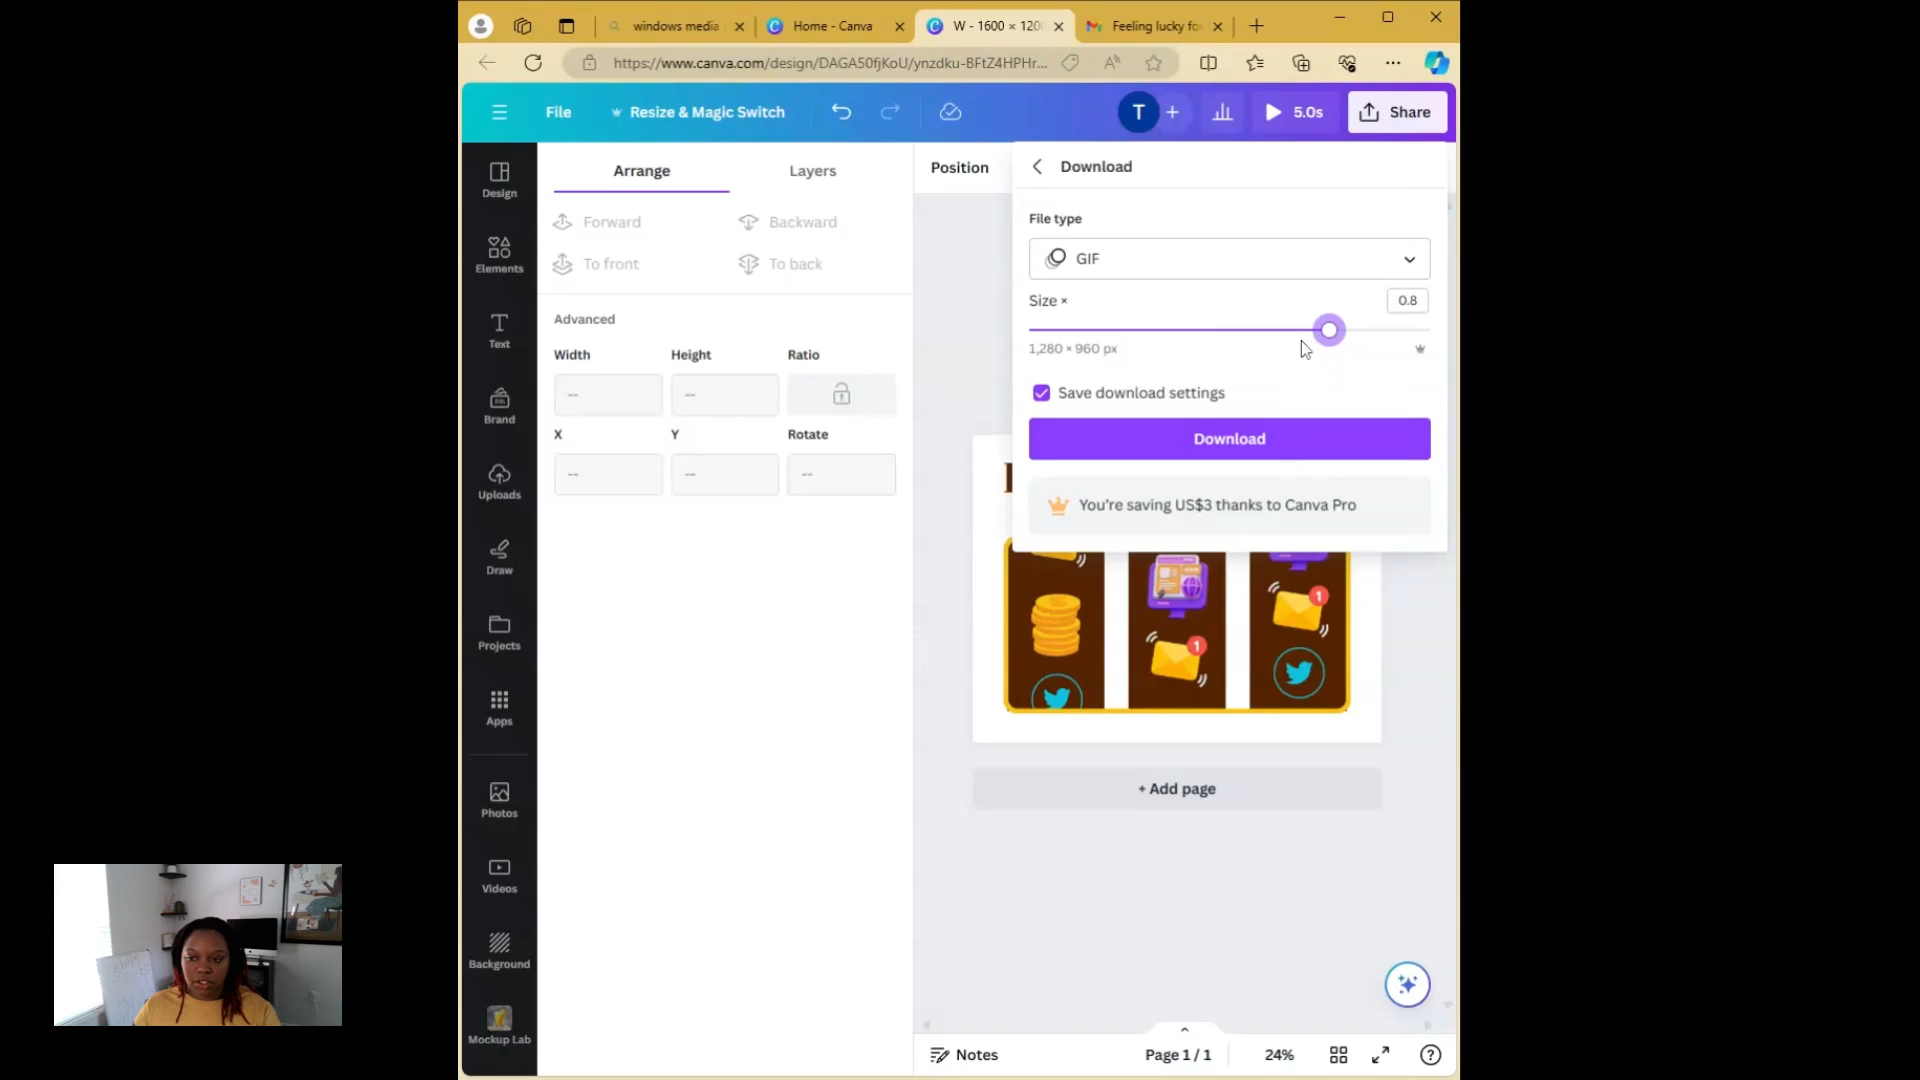 windows media
Home - Canva
W - 1600 × 120
Feeling lucky fo
https://www.canva.com/design/DAGA50fjKoU/ynzdku-BFtZ4HPHr...
File
Resize & Magic Switch
T
+
5.0s
Share
Design
Elements
Text
Brand
Uploads
Draw
Projects
Apps
Photos
Videos
Background
Mockup Lab
Arrange
Layers
Forward
Backward
To front
To back
Advanced
Width
Height
Ratio
--
--
X
Y
Rotate
--
--
--
Position
Download
File type
GIF
Size ×
0.8
1,280 × 960 px
Save download settings
Download
You're saving US$3 thanks to Canva Pro
1
1
+ Add page
Notes
Page 1 / 1
24%
?